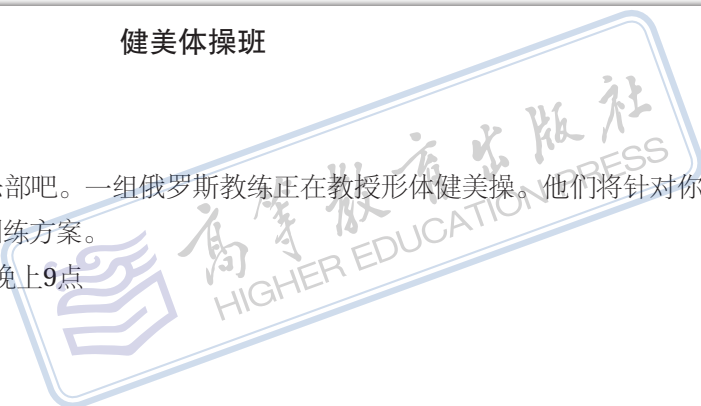 健美体操班
部吧。一组俄罗斯教练正在教授形体健美操。他们将针对你
练方案。
晚上9点
高等教育出版社
HIGHER EDUCATION PRESS